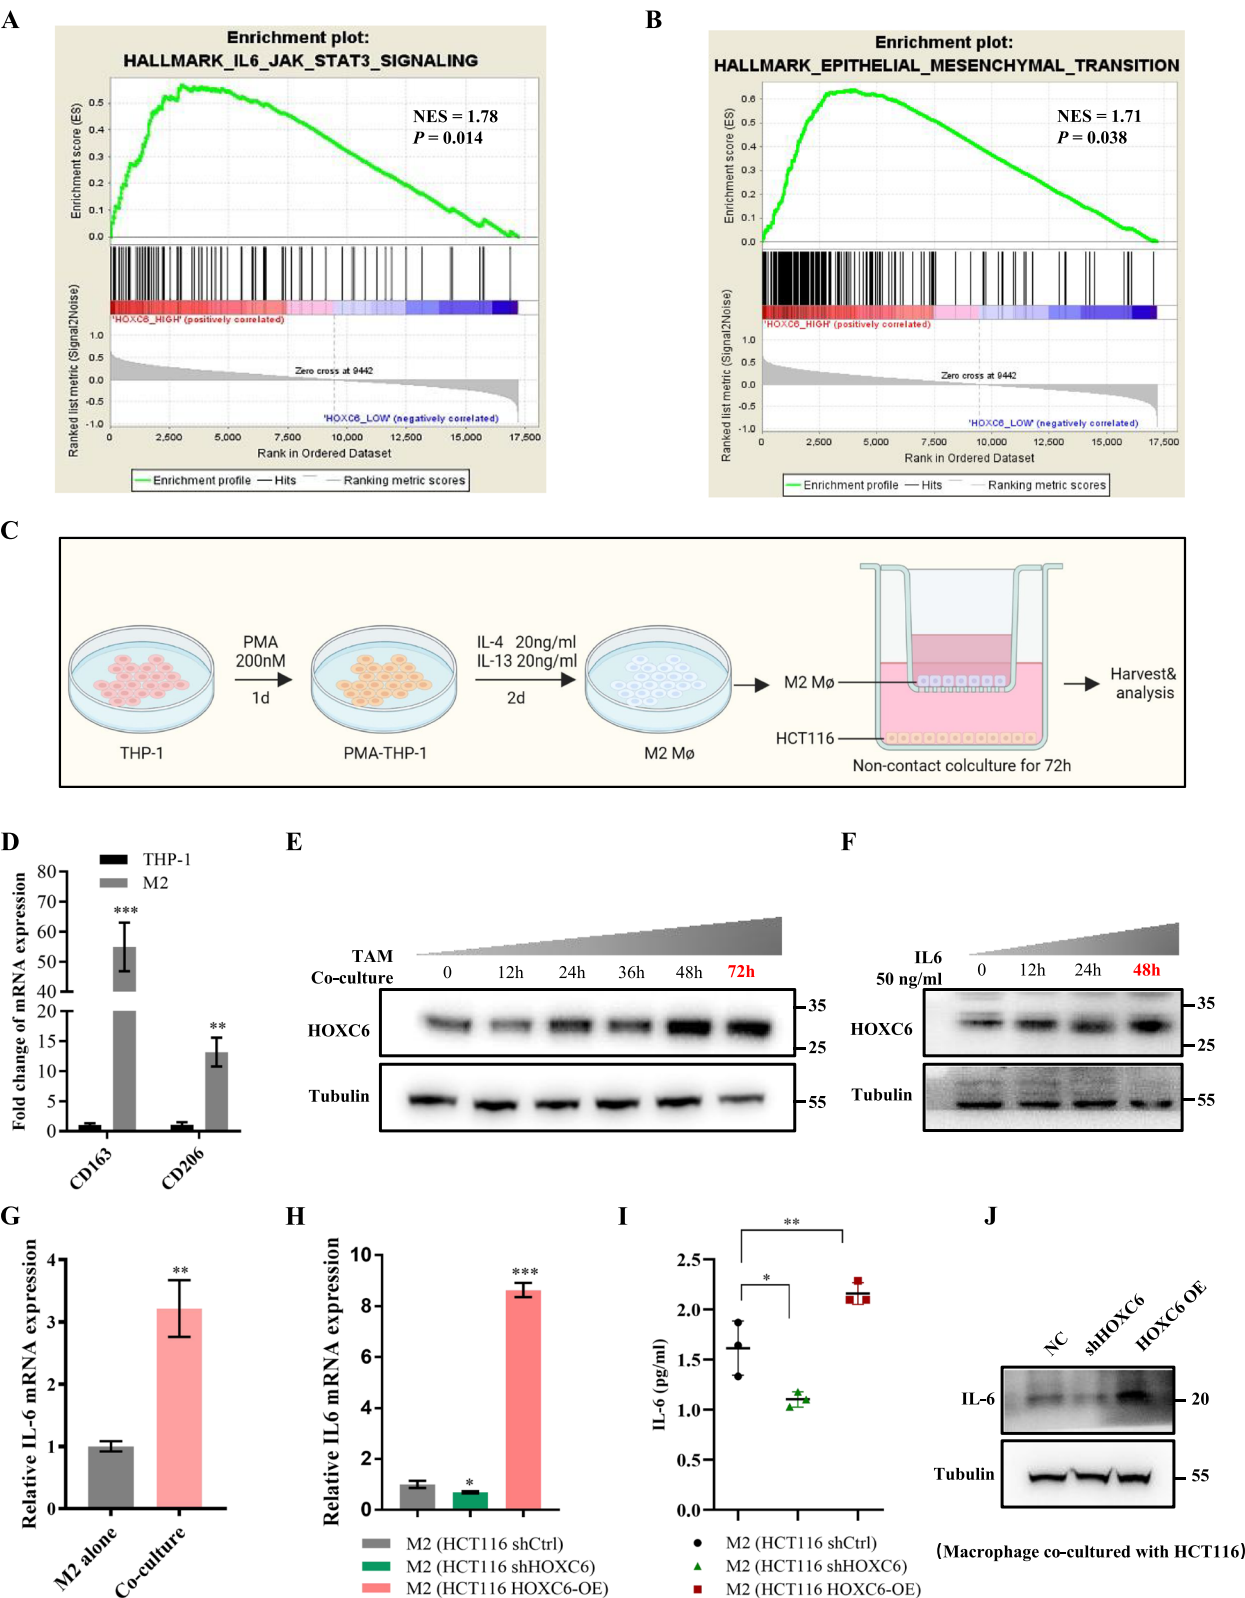 A
Enrichment plot:
HALLMARK_IL6_JAK_STAT3_SIGNALING
Enrichment score (ES)
0.5
0.4
0.3
0.2
0.1
0.0
NES = 1.78
P = 0.014
'HOXC6_HIGH' (positively correlated)
Ranked list metric (Signal2Noise)
1.0
0.5
0.0
-0.5
-1.0
Zero cross at 9442
'HOXC6_LOW' (negatively correlated)
0 2,500 5,000 7,500 10,000 12,500 15,000 17,500
Rank in Ordered Dataset
Enrichment profile Hits Ranking metric scores
B
Enrichment plot:
HALLMARK_EPITHELIAL_MESENCHYMAL_TRANSITION
Enrichment score (ES)
0.6
0.5
0.4
0.3
0.2
0.1
0.0
NES = 1.71
P = 0.038
'HOXC6_HIGH' (positively correlated)
Ranked list metric (Signal2Noise)
1.0
0.5
0.0
-0.5
-1.0
Zero cross at 9442
'HOXC6_LOW' (negatively correlated)
0 2,500 5,000 7,500 10,000 12,500 15,000 17,500
Rank in Ordered Dataset
Enrichment profile Hits Ranking metric scores
C
THP-1
PMA
200nM
1d
PMA-THP-1
IL-4 20ng/ml
IL-13 20ng/ml
2d
M2 Mø
M2 Mø
HCT116
Non-contact colculture for 72h
Harvest&
analysis
D
THP-1
M2
Fold change of mRNA expression
80
70
60
50
40
20
15
10
5
0
***
**
CD163
CD206
E
TAM
Co-culture
0 12h 24h 36h 48h 72h
HOXC6
35
25
Tubulin
55
F
IL6
50 ng/ml
0 12h 24h 48h
HOXC6
35
25
Tubulin
55
G
Relative IL-6 mRNA expression
4
3
2
1
0
**
M2 alone
Co-culture
H
Relative IL6 mRNA expression
10
8
6
4
2
0
*
***
M2 (HCT116 shCtrl)
M2 (HCT116 shHOXC6)
M2 (HCT116 HOXC6-OE)
I
IL-6 (pg/ml)
2.5
2.0
1.5
1.0
0.5
0.0
**
*
M2 (HCT116 shCtrl)
M2 (HCT116 shHOXC6)
M2 (HCT116 HOXC6-OE)
J
NC
shHOXC6
HOXC6 OE
IL-6
20
Tubulin
55
(Macrophage co-cultured with HCT116)